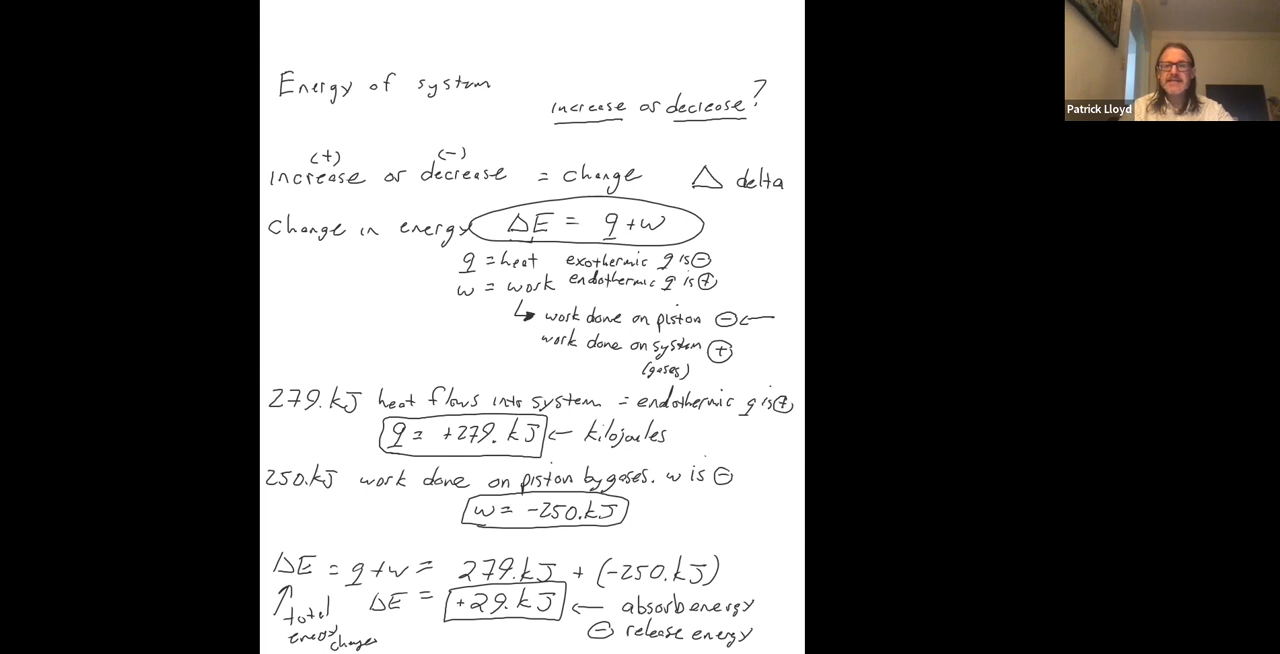 Energy of system
increase or decrease?
(+) (-)
increase or decrease = change △ delta
Change in energy ΔE = q + w
q = heat exothermic q is ⊖
w = work endothermic q is ⊕
↳ work done on piston ⊖ ←
work done on system ⊕
(gases)
279. kJ heat flows into system = endothermic q is ⊕
q = +279. kJ ← kilojoules
250. kJ work done on piston by gases. w is ⊖
w = -250. kJ
ΔE = q + w = 279. kJ + (-250. kJ)
↑ total ΔE = +29. kJ ← absorb energy
energy changes ⊖ release energy
Patrick Lloyd